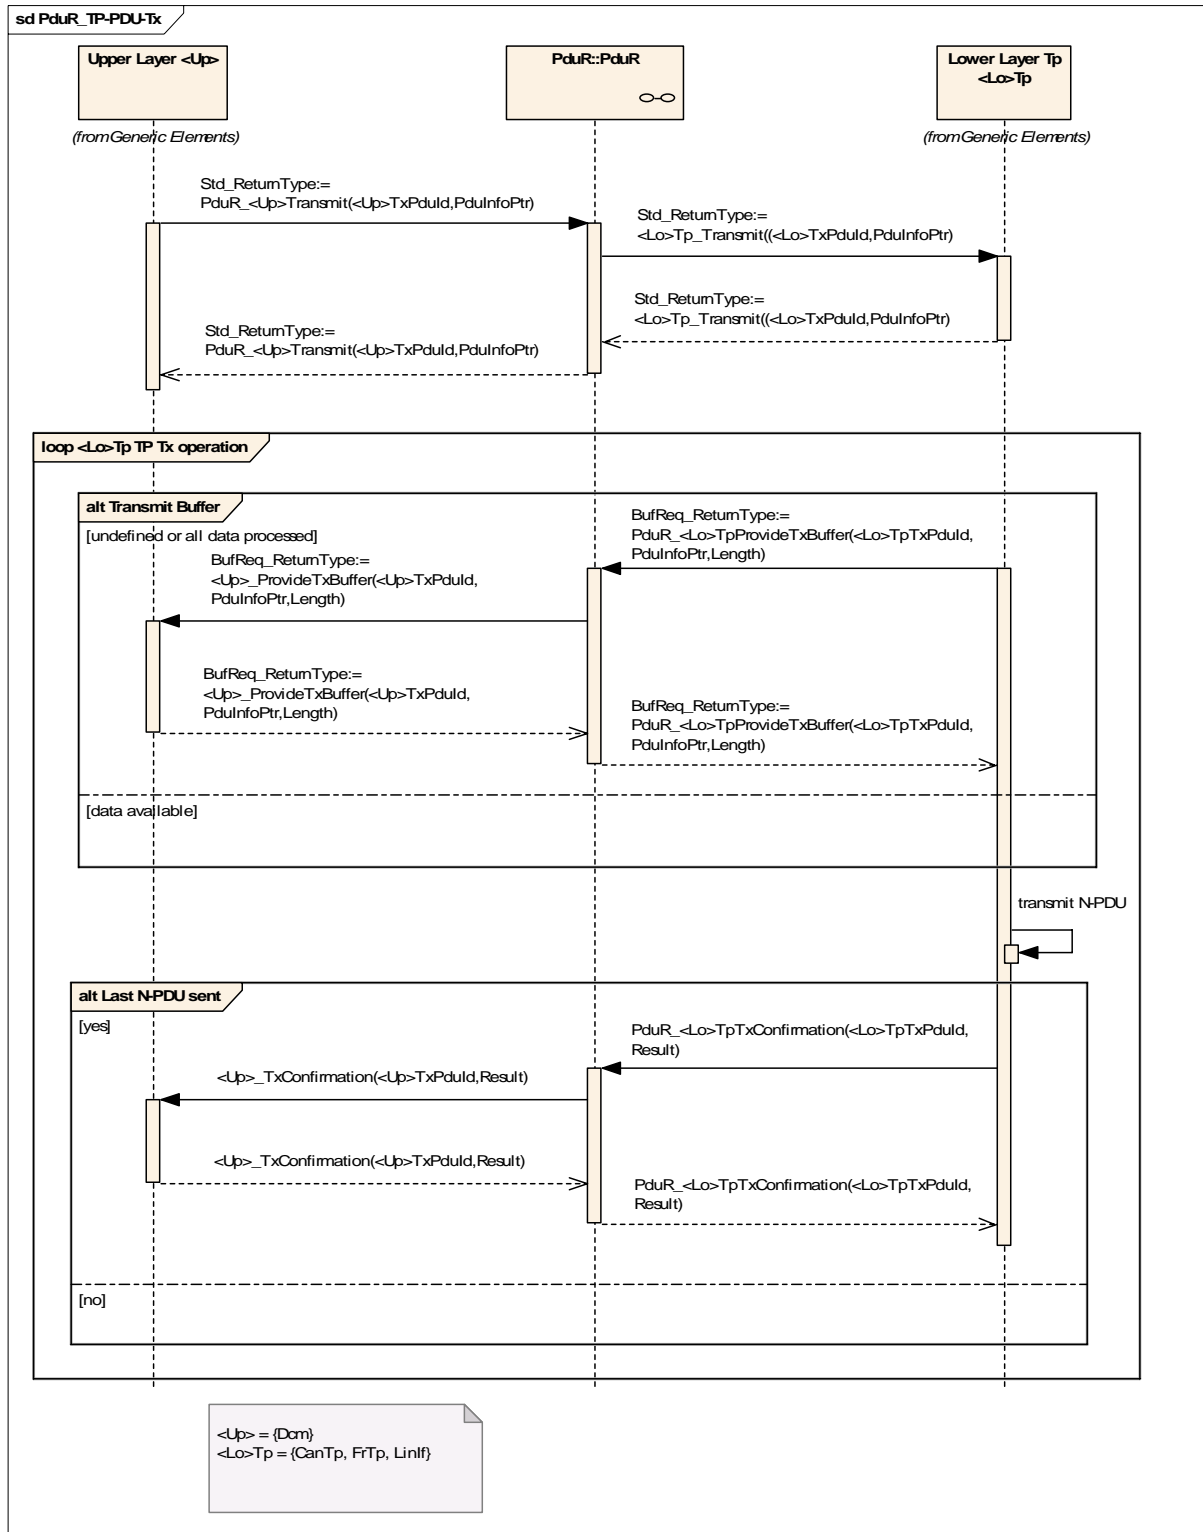 sd PduR_TP-PDU-Tx
Upper Layer <Up>
PduR::PduR
Lower Layer Tp
<Lo>Tp
(from Generic Elements)
(from Generic Elements)
Std_ReturnType:=
PduR_<Up>Transmit(<Up>TxPduId,PduInfoPtr)
Std_ReturnType:=
<Lo>Tp_Transmit((<Lo>TxPduId,PduInfoPtr)
Std_ReturnType:=
<Lo>Tp_Transmit((<Lo>TxPduId,PduInfoPtr)
Std_ReturnType:=
PduR_<Up>Transmit(<Up>TxPduId,PduInfoPtr)
loop <Lo>Tp TP Tx operation
alt Transmit Buffer
[undefined or all data processed]
BufReq_ReturnType:=
PduR_<Lo>TpProvideTxBuffer(<Lo>TpTxPduId,
PduInfoPtr,Length)
BufReq_ReturnType:=
<Up>_ProvideTxBuffer(<Up>TxPduId,
PduInfoPtr,Length)
BufReq_ReturnType:=
<Up>_ProvideTxBuffer(<Up>TxPduId,
PduInfoPtr,Length)
BufReq_ReturnType:=
PduR_<Lo>TpProvideTxBuffer(<Lo>TpTxPduId,
PduInfoPtr,Length)
[data available]
transmit N-PDU
alt Last N-PDU sent
[yes]
PduR_<Lo>TpTxConfirmation(<Lo>TpTxPduId,
Result)
<Up>_TxConfirmation(<Up>TxPduId,Result)
<Up>_TxConfirmation(<Up>TxPduId,Result)
PduR_<Lo>TpTxConfirmation(<Lo>TpTxPduId,
Result)
[no]
<Up> = {Dcm}
<Lo>Tp = {CanTp, FrTp, LinIf}